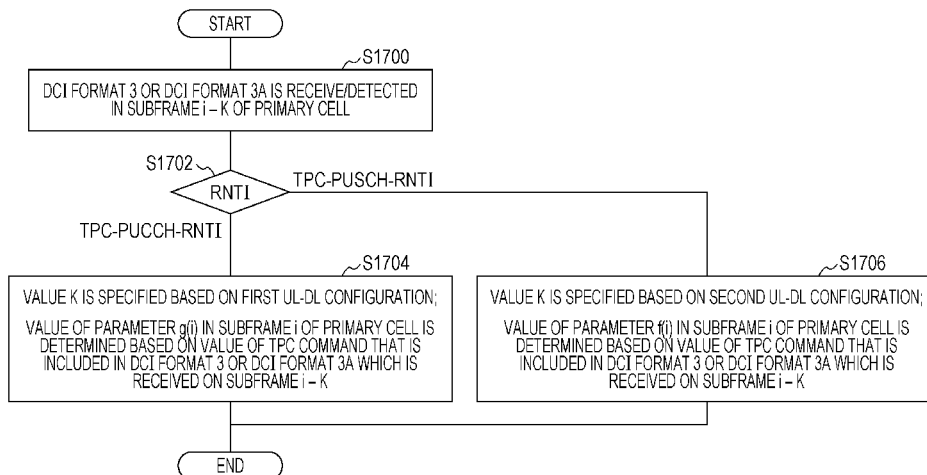 START
S1700
DCI FORMAT 3 OR DCI FORMAT 3A IS RECEIVE/DETECTED
IN SUBFRAME i – K OF PRIMARY CELL
S1702
RNTI
TPC-PUSCH-RNTI
TPC-PUCCH-RNTI
S1704
VALUE K IS SPECIFIED BASED ON FIRST UL-DL CONFIGURATION;
VALUE OF PARAMETER g(i) IN SUBFRAME i OF PRIMARY CELL IS
DETERMINED BASED ON VALUE OF TPC COMMAND THAT IS
INCLUDED IN DCI FORMAT 3 OR DCI FORMAT 3A WHICH IS
RECEIVED ON SUBFRAME i – K
S1706
VALUE K IS SPECIFIED BASED ON SECOND UL-DL CONFIGURATION;
VALUE OF PARAMETER f(i) IN SUBFRAME i OF PRIMARY CELL IS
DETERMINED BASED ON VALUE OF TPC COMMAND THAT IS
INCLUDED IN DCI FORMAT 3 OR DCI FORMAT 3A WHICH IS
RECEIVED ON SUBFRAME i – K
END